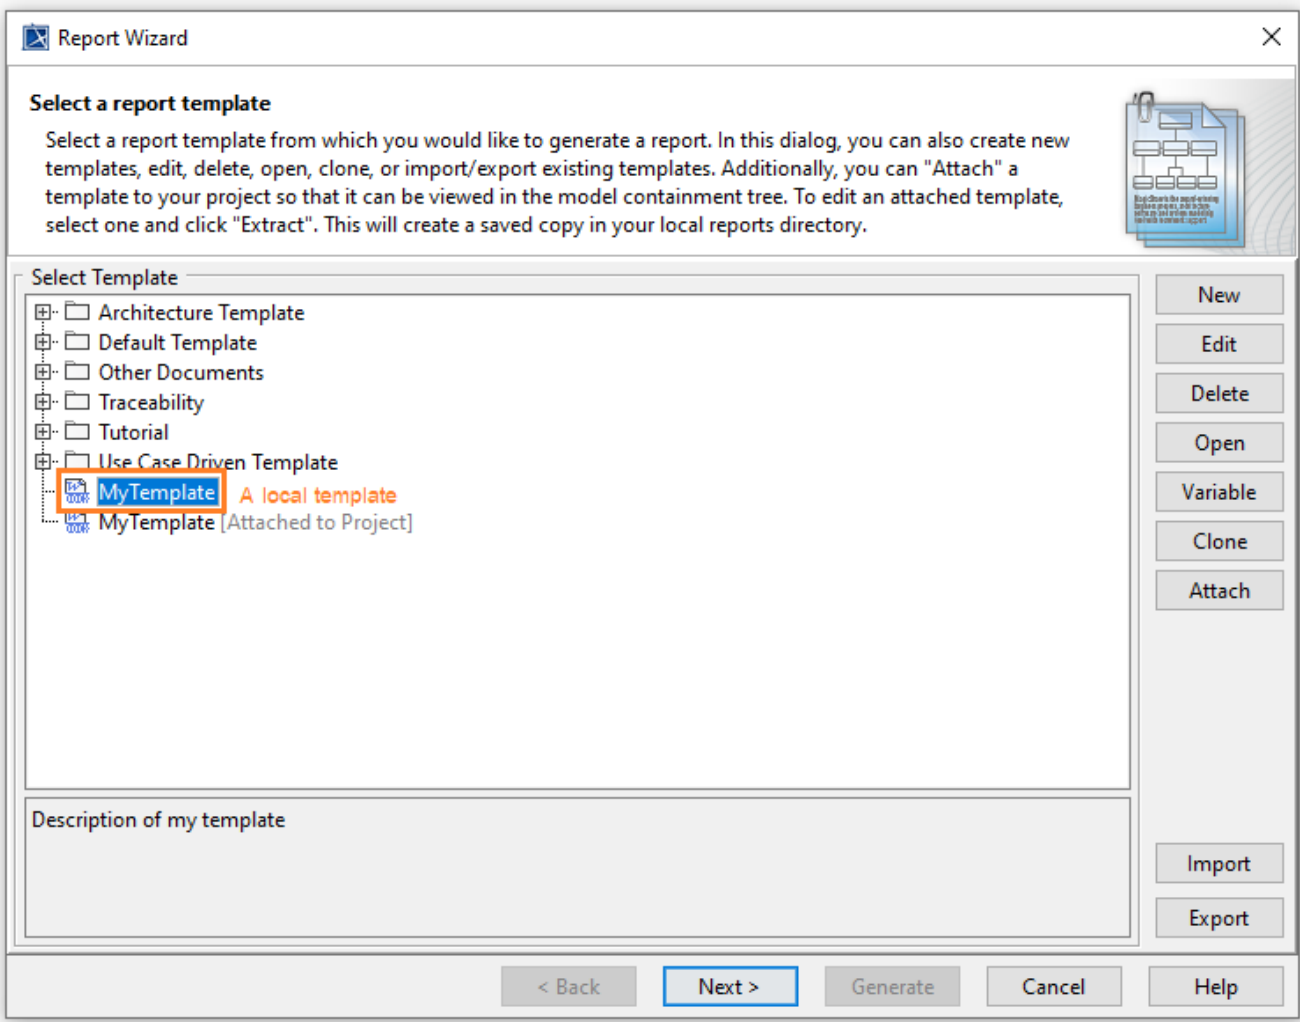 Report Wizard
Select a report template
Select a report template from which you would like to generate a report. In this dialog, you can also create new
templates, edit, delete, open, clone, or import/export existing templates. Additionally, you can "Attach" a
template to your project so that it can be viewed in the model containment tree. To edit an attached template,
select one and click "Extract". This will create a saved copy in your local reports directory.
Select Template
Architecture Template
Default Template
Other Documents
Traceability
Tutorial
Use Case Driven Template
MyTemplate A local template
MyTemplate [Attached to Project]
Description of my template
New
Edit
Delete
Open
Variable
Clone
Attach
Import
Export
< Back
Next >
Generate
Cancel
Help